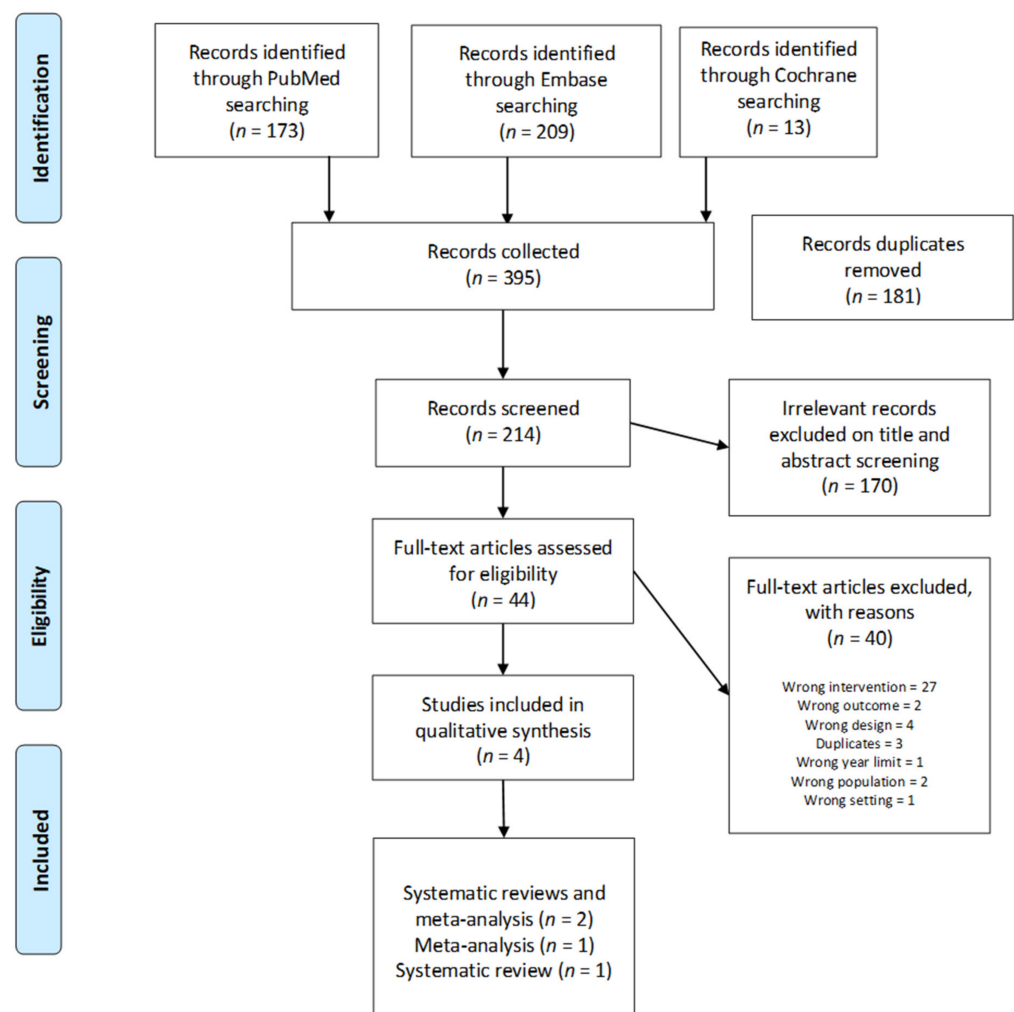 Identification
Records identified
through PubMed
searching
(n = 173)
Records identified
through Embase
searching
(n = 209)
Records identified
through Cochrane
searching
(n = 13)
Records collected
(n = 395)
Records duplicates
removed
(n = 181)
Screening
Records screened
(n = 214)
Irrelevant records
excluded on title and
abstract screening
(n = 170)
Eligibility
Full-text articles assessed
for eligibility
(n = 44)
Full-text articles excluded,
with reasons
(n = 40)
Wrong intervention = 27
Wrong outcome = 2
Wrong design = 4
Duplicates = 3
Wrong year limit = 1
Wrong population = 2
Wrong setting = 1
Studies included in
qualitative synthesis
(n = 4)
Included
Systematic reviews and
meta-analysis (n = 2)
Meta-analysis (n = 1)
Systematic review (n = 1)